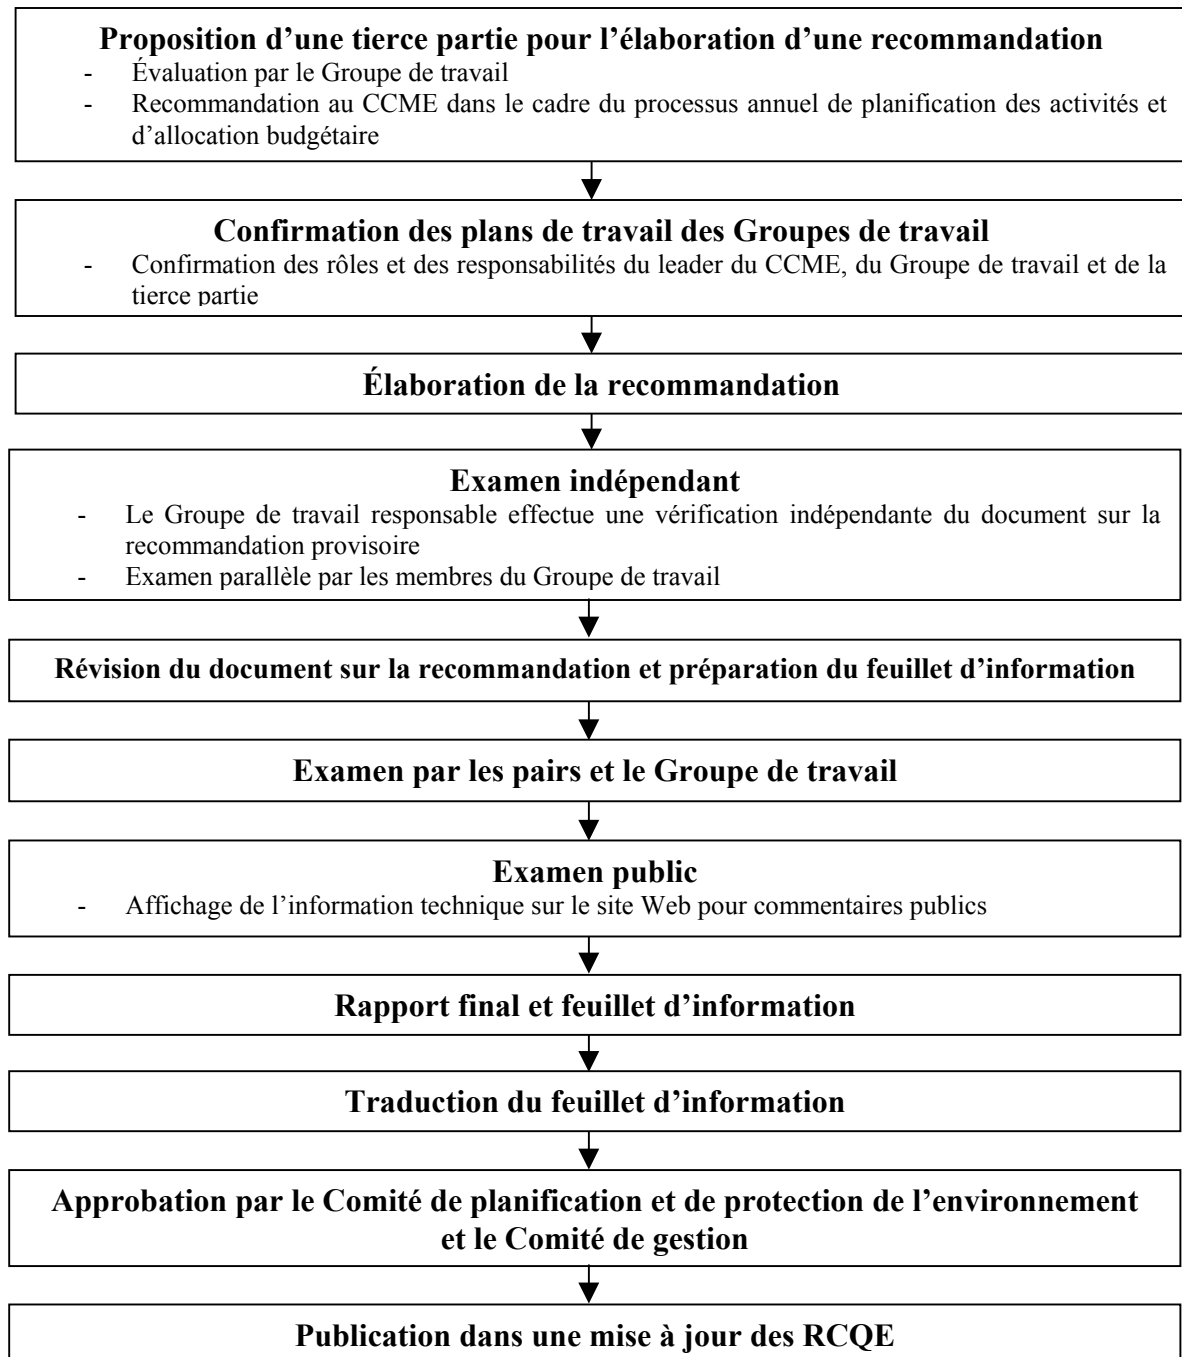 Proposition d’une tierce partie pour l’élaboration d’une recommandation
- Évaluation par le Groupe de travail
- Recommandation au CCME dans le cadre du processus annuel de planification des activités et
d’allocation budgétaire
Confirmation des plans de travail des Groupes de travail
- Confirmation des rôles et des responsabilités du leader du CCME, du Groupe de travail et de la
tierce partie
Élaboration de la recommandation
Examen indépendant
- Le Groupe de travail responsable effectue une vérification indépendante du document sur la
recommandation provisoire
- Examen parallèle par les membres du Groupe de travail
Révision du document sur la recommandation et préparation du feuillet d’information
Examen par les pairs et le Groupe de travail
Examen public
- Affichage de l’information technique sur le site Web pour commentaires publics
Rapport final et feuillet d’information
Traduction du feuillet d’information
Approbation par le Comité de planification et de protection de l’environnement
et le Comité de gestion
Publication dans une mise à jour des RCQE